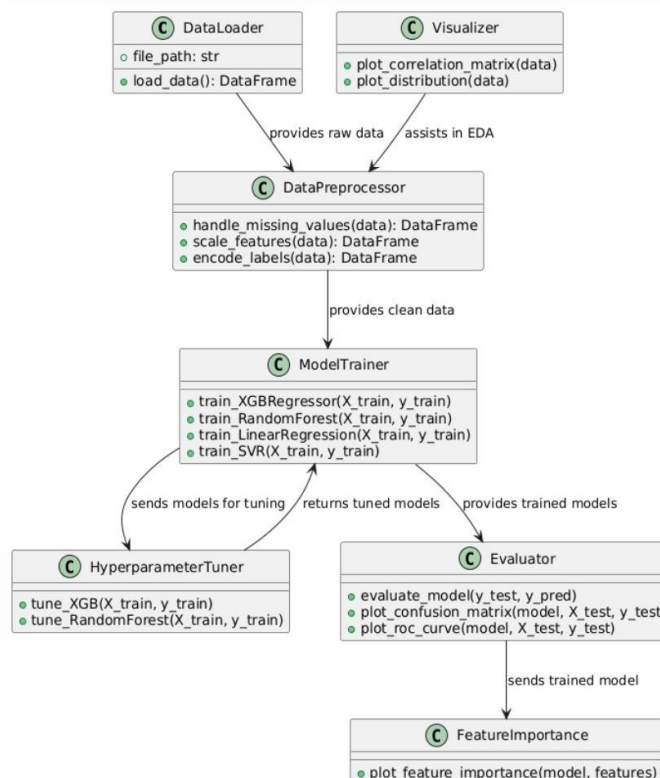 C DataLoader
file_path: str
load_data(): DataFrame
C Visualizer
plot_correlation_matrix(data)
plot_distribution(data)
provides raw data
assists in EDA
C DataPreprocessor
handle_missing_values(data): DataFrame
scale_features(data): DataFrame
encode_labels(data): DataFrame
provides clean data
C ModelTrainer
train_XGBRegressor(X_train, y_train)
train_RandomForest(X_train, y_train)
train_LinearRegression(X_train, y_train)
train_SVR(X_train, y_train)
sends models for tuning
returns tuned models
provides trained models
C HyperparameterTuner
tune_XGB(X_train, y_train)
tune_RandomForest(X_train, y_train)
C Evaluator
evaluate_model(y_test, y_pred)
plot_confusion_matrix(model, X_test, y_test
plot_roc_curve(model, X_test, y_test)
sends trained model
C FeatureImportance
plot_feature_importance(model, features)